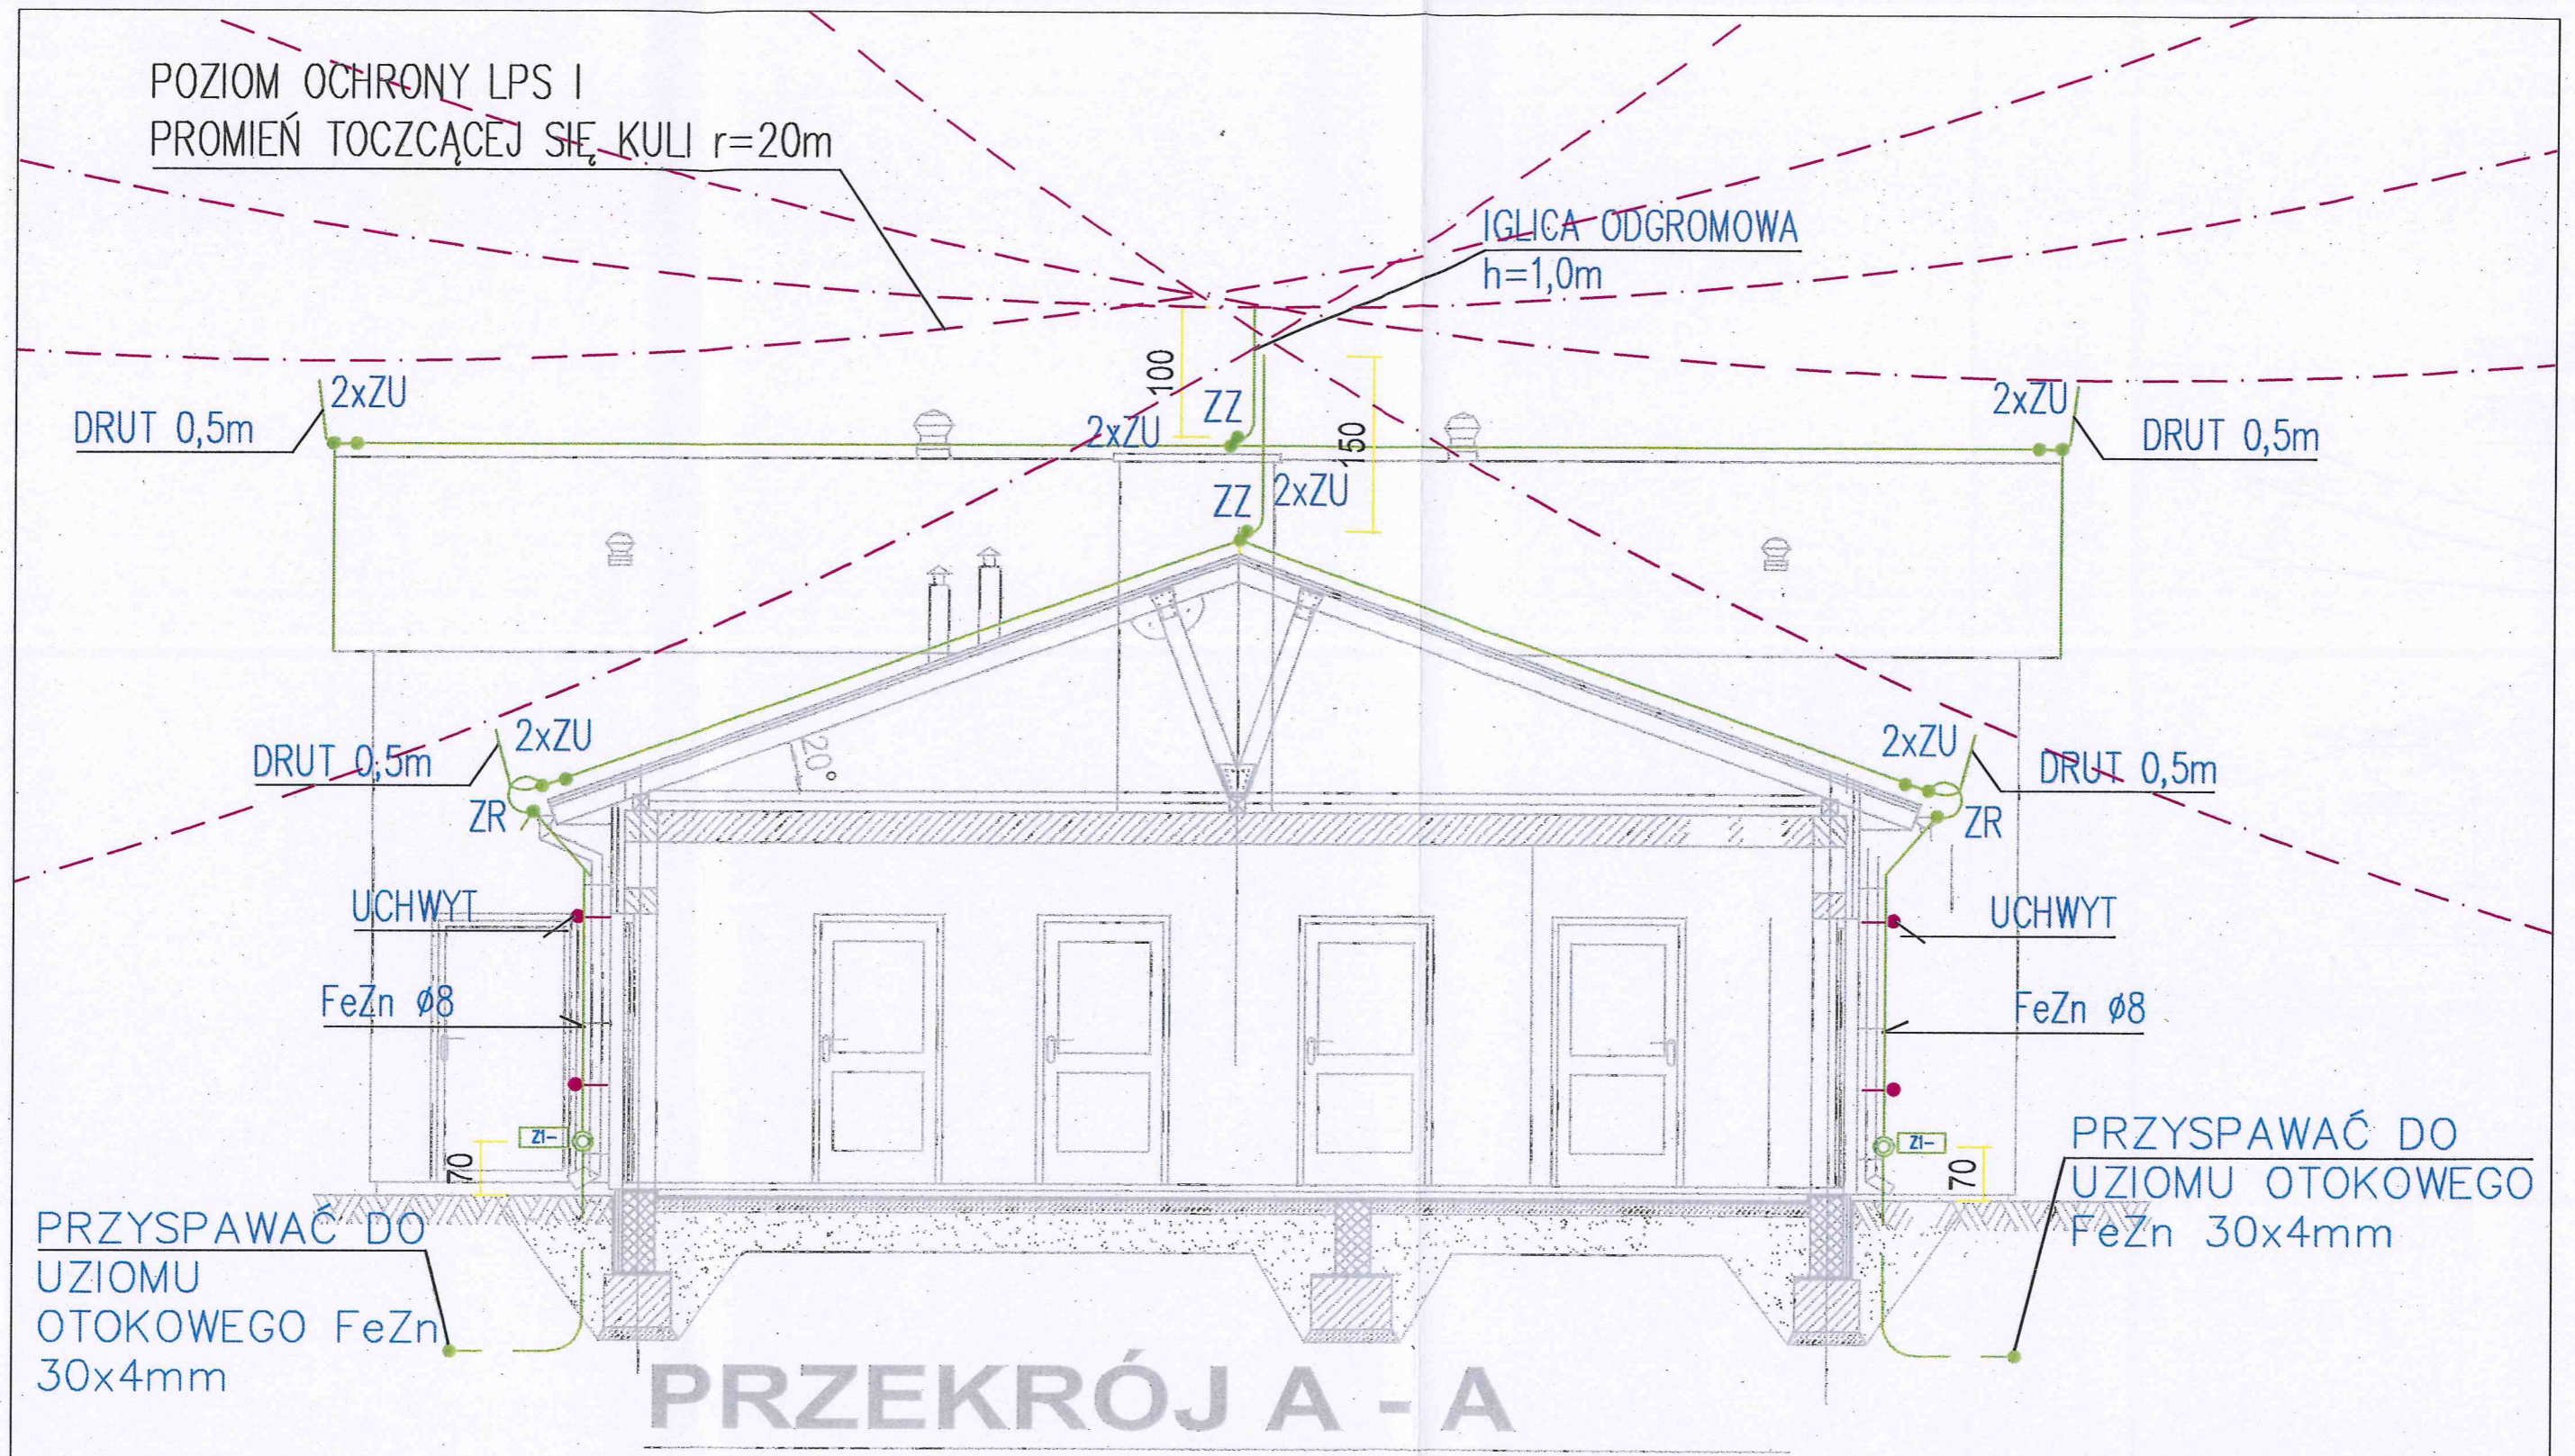 POZIOM OCHRONY LPS I
PROMIEŃ TOCZCĄCEJ SIĘ KULI r=20m
IGLICA ODGROMOWA
h=1,0m
2xZU
DRUT 0,5m
100
ZZ
2xZU
150
2xZU
DRUT 0,5m
ZZ
2xZU
2xZU
DRUT 0,5m
ZR
20°
2xZU
DRUT 0,5m
ZR
UCHWYT
UCHWYT
FeZn ø8
FeZn ø8
Z1-
70
Z1-
70
PRZYSPAWAĆ DO
UZIOMU
OTOKOWEGO FeZn
30x4mm
PRZYSPAWAĆ DO
UZIOMU OTOKOWEGO
FeZn 30x4mm
PRZEKRÓJ A - A